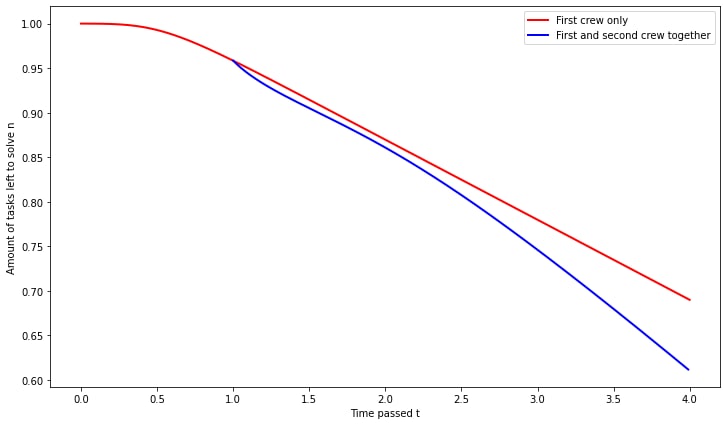 First crew only
First and second crew together
Amount of tasks left to solve n
1.00
0.95
0.90
0.85
0.80
0.75
0.70
0.65
0.60
0.0 0.5 1.0 1.5 2.0 2.5 3.0 3.5 4.0
Time passed t